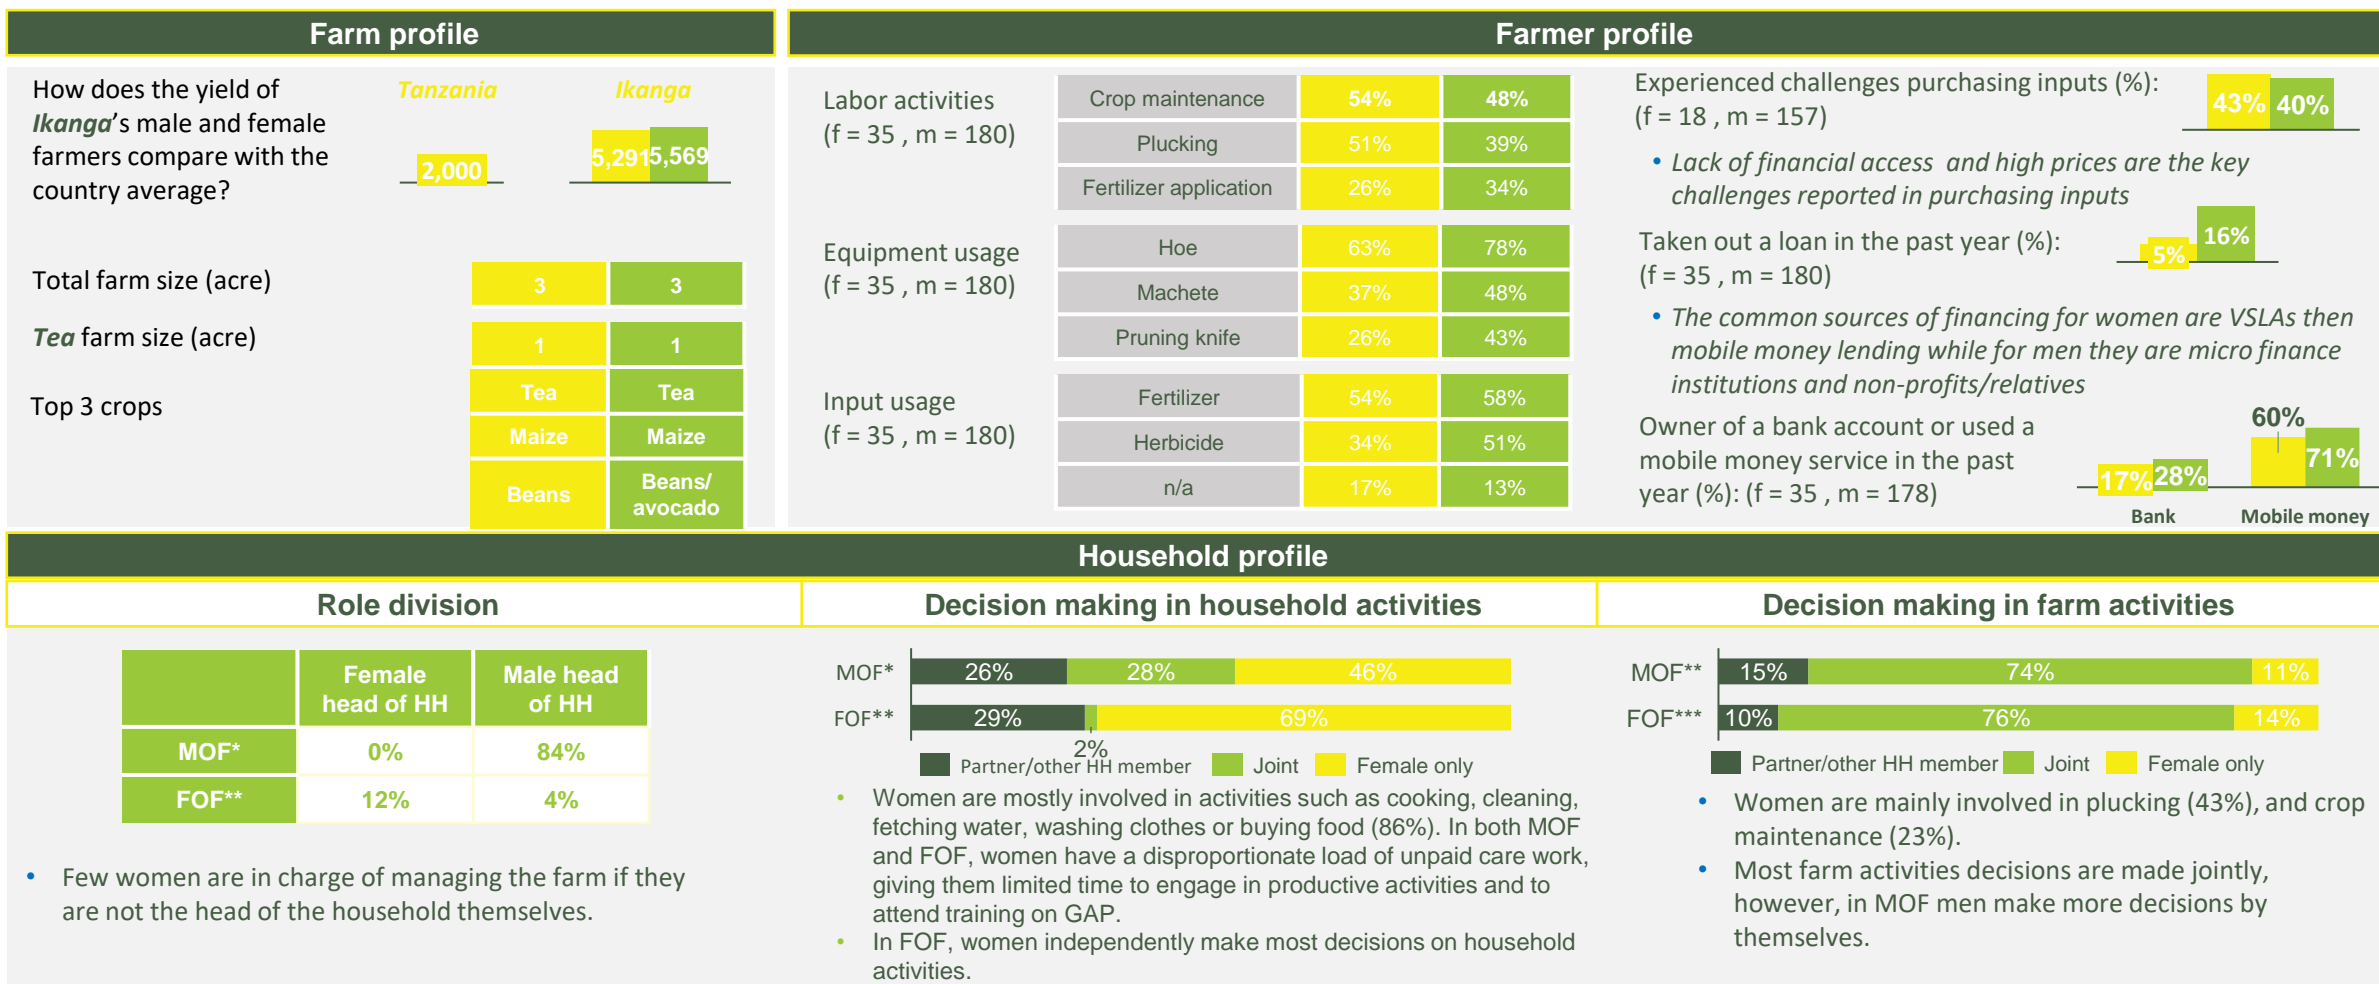 Farm profile
How does the yield of
Ikanga's male and female
farmers compare with the
country average?
Tanzania
Ikanga
2,000
5,291
5,569
Total farm size (acre)
3
3
Tea farm size (acre)
1
1
Top 3 crops
Tea
Tea
Maize
Maize
Beans
Beans/
avocado
Farmer profile
Labor activities
(f = 35 , m = 180)
Crop maintenance
54%
48%
Plucking
51%
39%
Fertilizer application
26%
34%
Equipment usage
(f = 35 , m = 180)
Hoe
63%
78%
Machete
37%
48%
Pruning knife
26%
43%
Input usage
(f = 35 , m = 180)
Fertilizer
54%
58%
Herbicide
34%
51%
n/a
17%
13%
Experienced challenges purchasing inputs (%):
(f = 18 , m = 157)
43%
40%
• Lack of financial access and high prices are the key
challenges reported in purchasing inputs
Taken out a loan in the past year (%):
(f = 35 , m = 180)
5%
16%
• The common sources of financing for women are VSLAs then
mobile money lending while for men they are micro finance
institutions and non-profits/relatives
Owner of a bank account or used a
mobile money service in the past
year (%): (f = 35 , m = 178)
17%
28%
60%
71%
Bank
Mobile money
Household profile
Role division
Female
head of HH
Male head
of HH
MOF*
0%
84%
FOF**
12%
4%
• Few women are in charge of managing the farm if they
are not the head of the household themselves.
Decision making in household activities
MOF*
26%
28%
46%
FOF**
29%
69%
2%
Partner/other HH member
Joint
Female only
• Women are mostly involved in activities such as cooking, cleaning,
fetching water, washing clothes or buying food (86%). In both MOF
and FOF, women have a disproportionate load of unpaid care work,
giving them limited time to engage in productive activities and to
attend training on GAP.
• In FOF, women independently make most decisions on household
activities.
Decision making in farm activities
MOF**
15%
74%
11%
FOF***
10%
76%
14%
Partner/other HH member
Joint
Female only
• Women are mainly involved in plucking (43%), and crop
maintenance (23%).
• Most farm activities decisions are made jointly,
however, in MOF men make more decisions by
themselves.